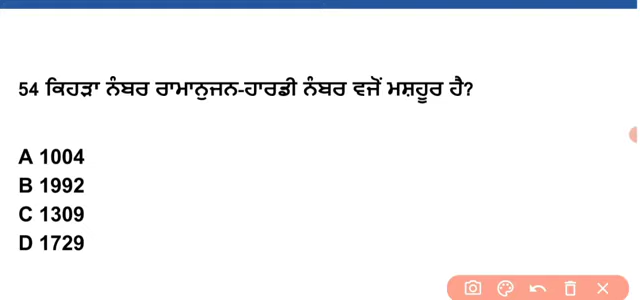 54 ਕਿਹੜਾ ਨੰਬਰ ਰਾਮਾਨੁਜਨ-ਹਾਰਡੀ ਨੰਬਰ ਵਜੋਂ ਮਸ਼ਹੂਰ ਹੈ?
A 1004
B 1992
C 1309
D 1729